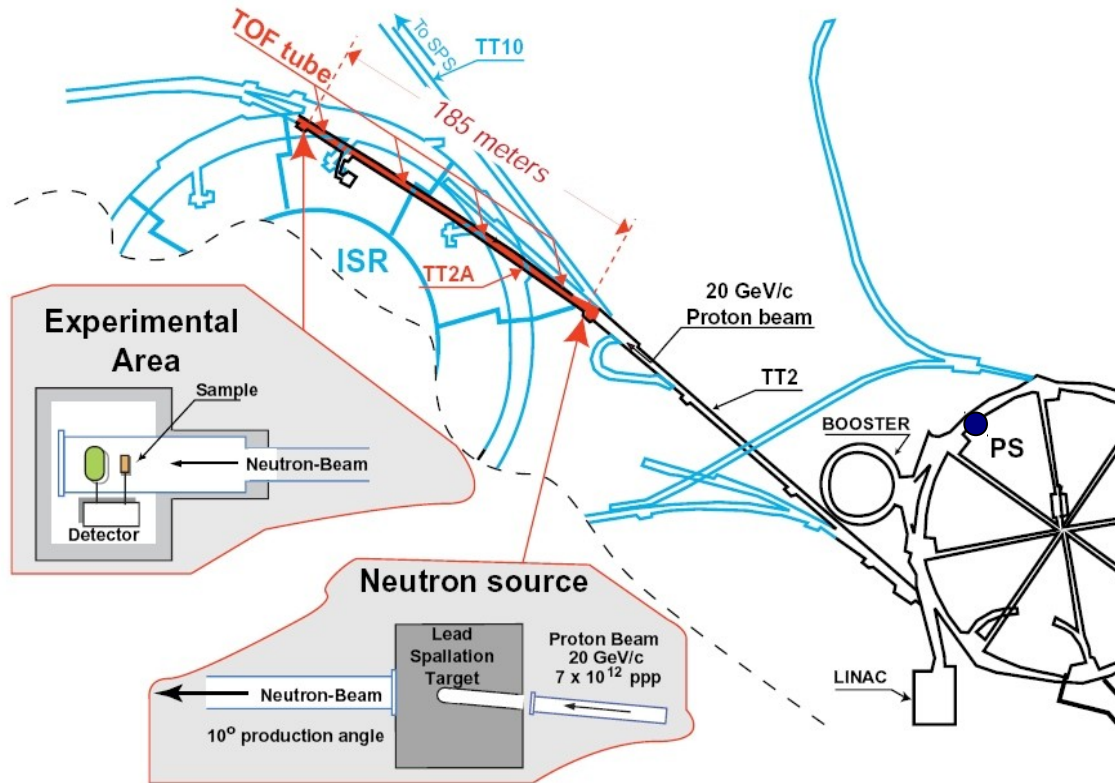 To SPS
TT10
TOF tube
185 meters
ISR
TT2A
20 GeV/c
Proton beam
TT2
BOOSTER
PS
LINAC
Experimental
Area
Sample
Neutron-Beam
Detector
Neutron source
Lead
Spallation
Target
Proton Beam
20 GeV/c
7 x 10¹² ppp
Neutron-Beam
10° production angle